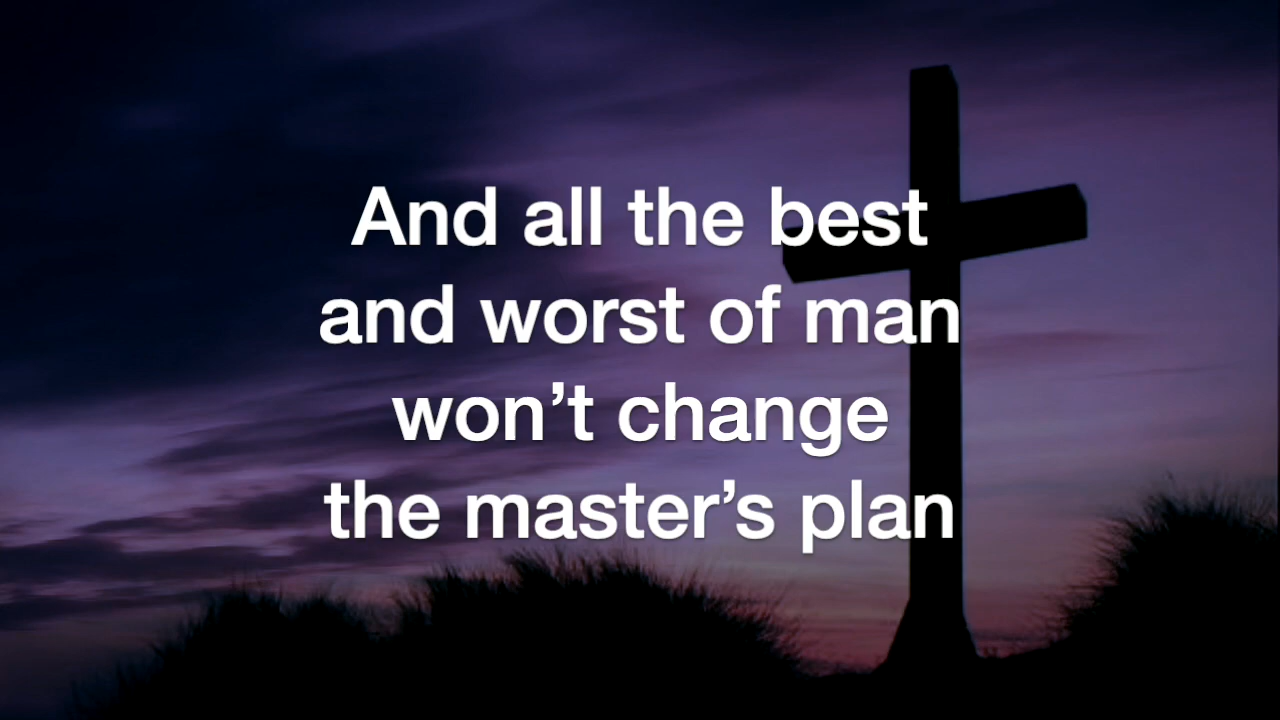 And all the best
and worst of man
won’t change
the master’s plan